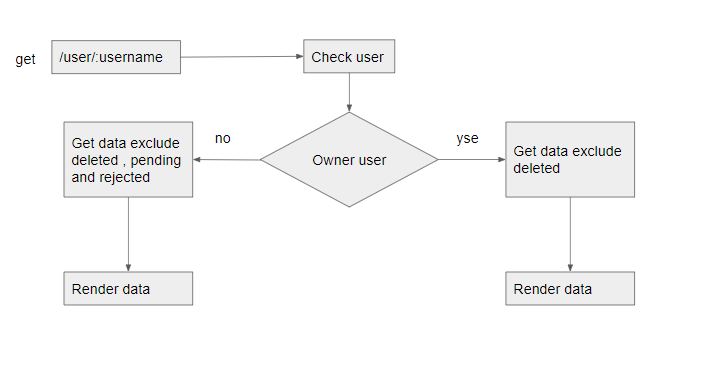 get
/user/:username
Check user
no
yse
Owner user
Get data exclude
deleted , pending
and rejected
Get data exclude
deleted
Render data
Render data